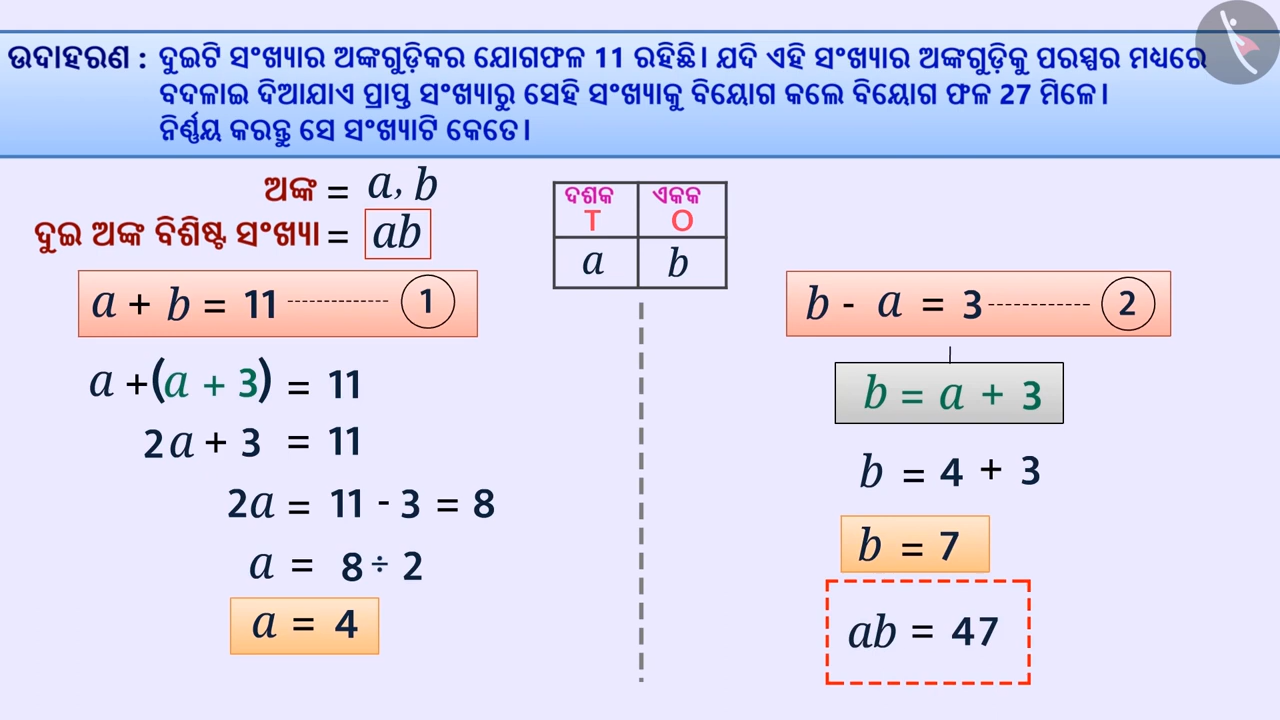 ଉଦାହରଣ : ଦୁଇଟି ସଂଖ୍ୟାର ଅଙ୍କଗୁଡ଼ିକର ଯୋଗଫଳ 11 ରହିଛି। ଯଦି ଏହି ସଂଖ୍ୟାର ଅଙ୍କଗୁଡ଼ିକୁ ପରସ୍ପର ମଧ୍ୟରେ
ବଦଳାଇ ଦିଆଯାଏ ପ୍ରାପ୍ତ ସଂଖ୍ୟାରୁ ସେହି ସଂଖ୍ୟାକୁ ବିୟୋଗ କଲେ ବିୟୋଗ ଫଳ 27 ମିଳେ।
ନିର୍ଣ୍ଣୟ କରନ୍ତୁ ସେ ସଂଖ୍ୟାଟି କେତେ।
ଅଙ୍କ = a, b
ଦୁଇ ଅଙ୍କ ବିଶିଷ୍ଟ ସଂଖ୍ୟା = ab
ଦଶକ ଏକକ
T O
a b
a + b = 11 ---------------- 1
a + (a + 3) = 11
2a + 3 = 11
2a = 11 - 3 = 8
a = 8 ÷ 2
a = 4
b - a = 3 ------------ 2
b = a + 3
b = 4 + 3
b = 7
ab = 47